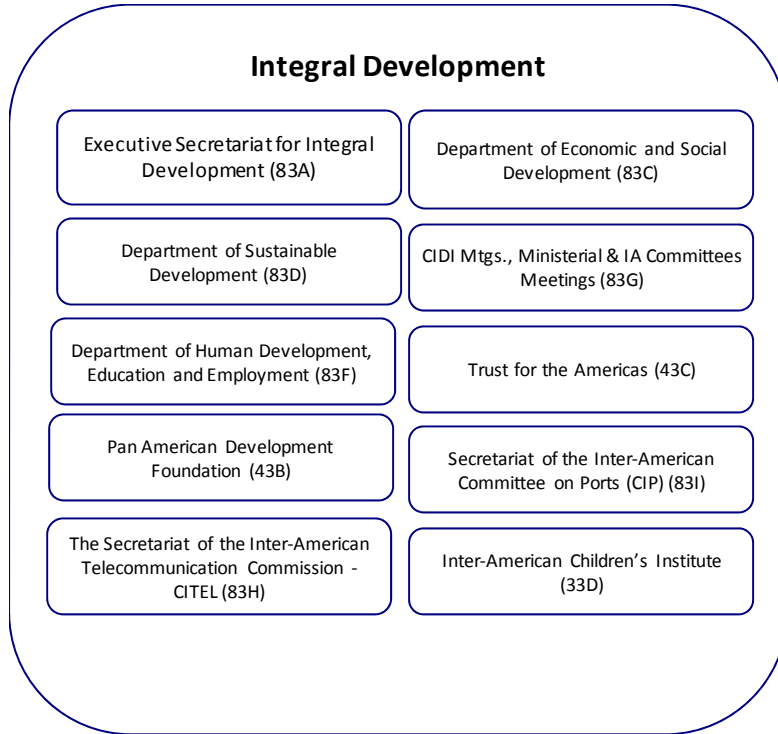 Integral Development
Executive Secretariat for Integral
Development (83A)
Department of Economic and Social
Development (83C)
Department of Sustainable
Development (83D)
CIDI Mtgs., Ministerial & IA Committees
Meetings (83G)
Department of Human Development,
Education and Employment (83F)
Trust for the Americas (43C)
Pan American Development
Foundation (43B)
Secretariat of the Inter-American
Committee on Ports (CIP) (83I)
The Secretariat of the Inter-American
Telecommunication Commission -
CITEL (83H)
Inter-American Children’s Institute
(33D)